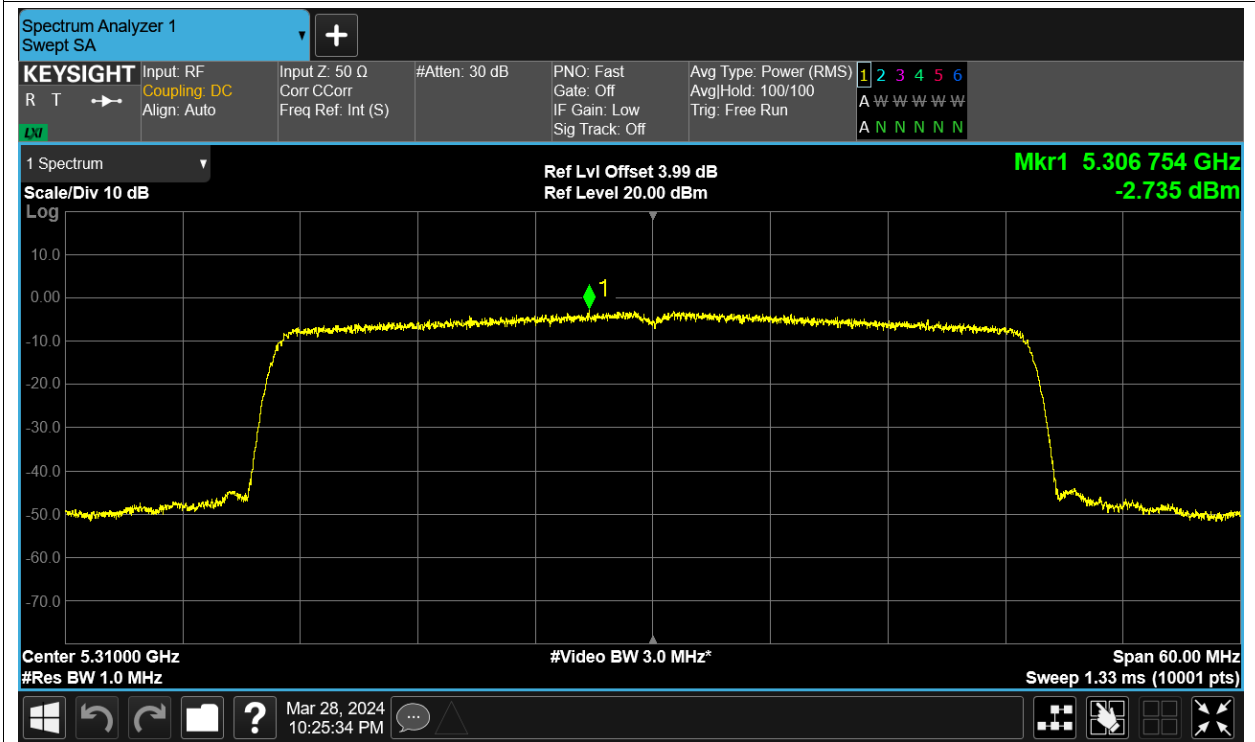 Spectrum Analyzer 1
Swept SA
KEYSIGHT
R T
LXI
Input: RF
Coupling: DC
Align: Auto
Input Z: 50 Ω
Corr CCorr
Freq Ref: Int (S)
#Atten: 30 dB
PNO: Fast
Gate: Off
IF Gain: Low
Sig Track: Off
Avg Type: Power (RMS)
Avg|Hold: 100/100
Trig: Free Run
1 2 3 4 5 6
A W W W W W
A N N N N N
1 Spectrum
Scale/Div 10 dB
Ref Lvl Offset 3.99 dB
Ref Level 20.00 dBm
Mkr1 5.306 754 GHz
-2.735 dBm
Log
10.0
0.00
-10.0
-20.0
-30.0
-40.0
-50.0
-60.0
-70.0
1
Center 5.31000 GHz
#Res BW 1.0 MHz
#Video BW 3.0 MHz*
Span 60.00 MHz
Sweep 1.33 ms (10001 pts)
?
Mar 28, 2024
10:25:34 PM